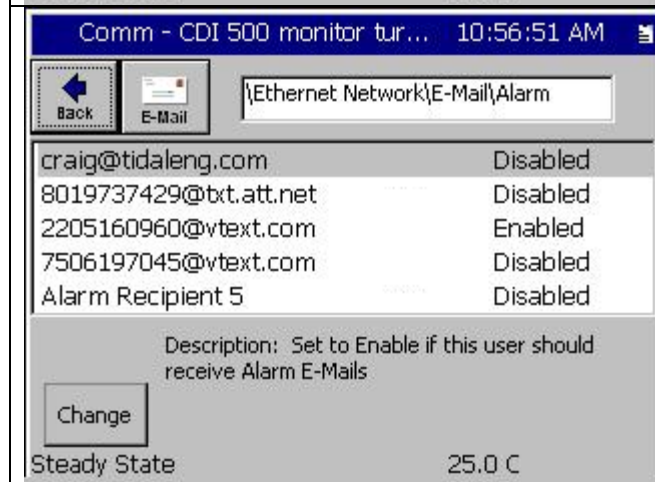 Comm - CDI 500 monitor tur... 10:56:51 AM
Back
E-Mail
\Ethernet Network\E-Mail\Alarm
craig@tidaleng.com Disabled
8019737429@txt.att.net Disabled
2205160960@vtext.com Enabled
7506197045@vtext.com Disabled
Alarm Recipient 5 Disabled
Description: Set to Enable if this user should
receive Alarm E-Mails
Change
Steady State 25.0 C